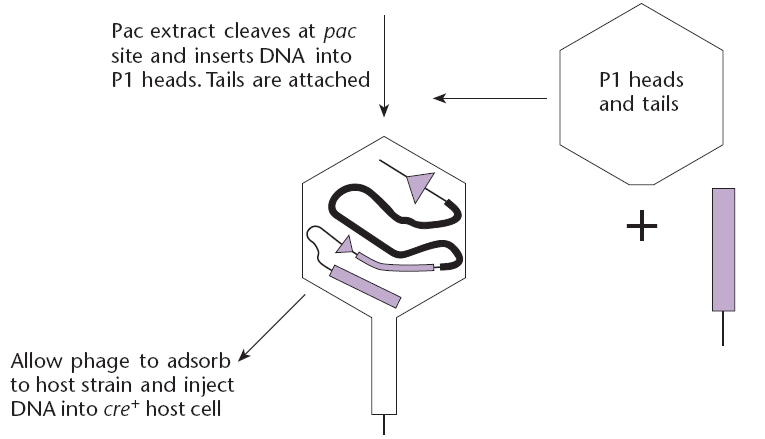 Pac extract cleaves at pac
site and inserts DNA into
P1 heads. Tails are attached
P1 heads
and tails
+
Allow phage to adsorb
to host strain and inject
DNA into cre⁺ host cell